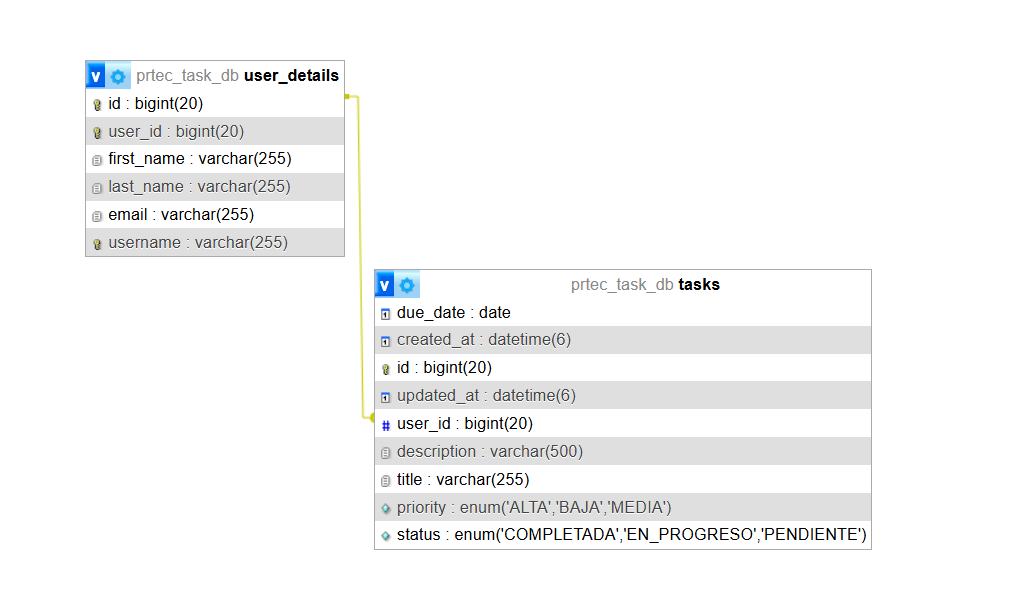 v prtec_task_db user_details
id : bigint(20)
user_id : bigint(20)
first_name : varchar(255)
last_name : varchar(255)
email : varchar(255)
username : varchar(255)
v prtec_task_db tasks
due_date : date
created_at : datetime(6)
id : bigint(20)
updated_at : datetime(6)
# user_id : bigint(20)
description : varchar(500)
title : varchar(255)
priority : enum('ALTA','BAJA','MEDIA')
status : enum('COMPLETADA','EN_PROGRESO','PENDIENTE')